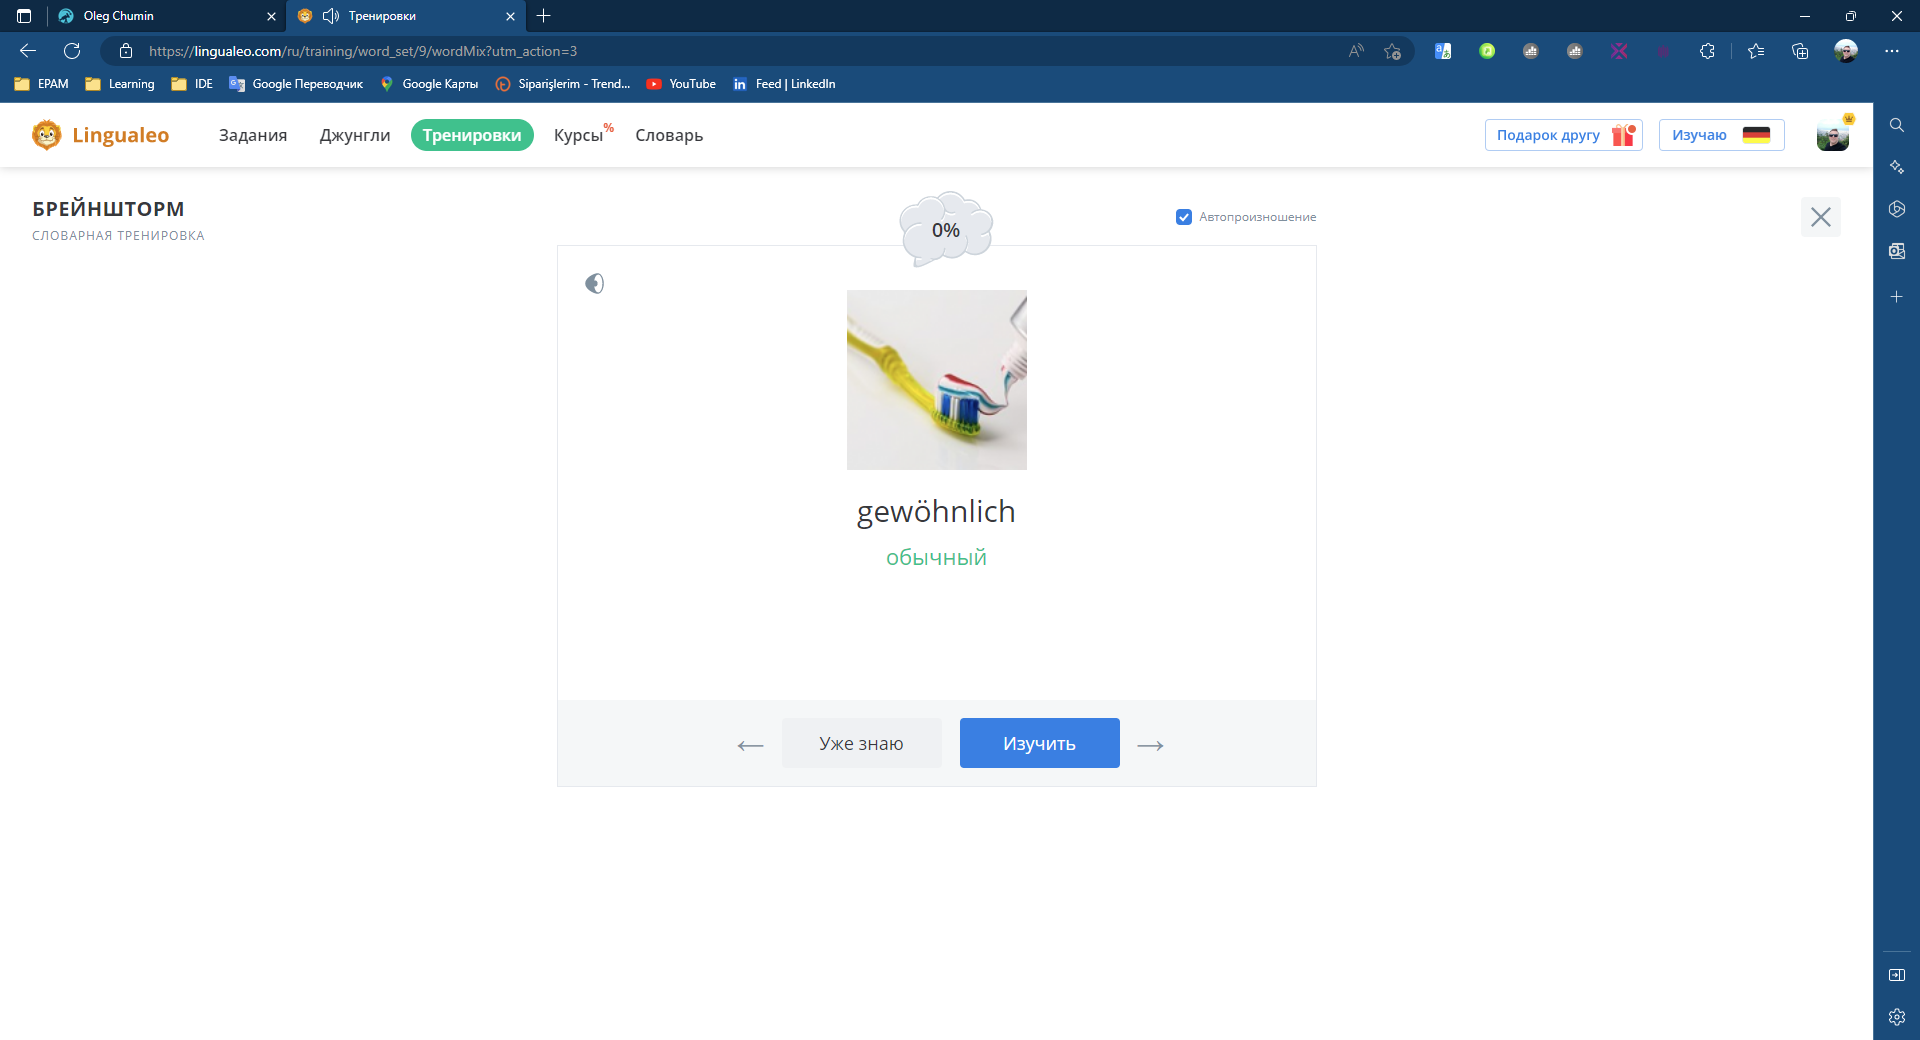 Oleg Chumin
Тренировки
https://lingualeo.com/ru/training/word_set/9/wordMix?utm_action=3
EPAM
Learning
IDE
Google Переводчик
Google Карты
Siparişlerim - Trend...
YouTube
Feed | LinkedIn
Lingualeo
Задания
Джунгли
Тренировки
Курсы%
Словарь
Подарок другу
Изучаю
БРЕЙНШТОРМ
СЛОВАРНАЯ ТРЕНИРОВКА
0%
Автопроизношение
gewöhnlich
обычный
Уже знаю
Изучить